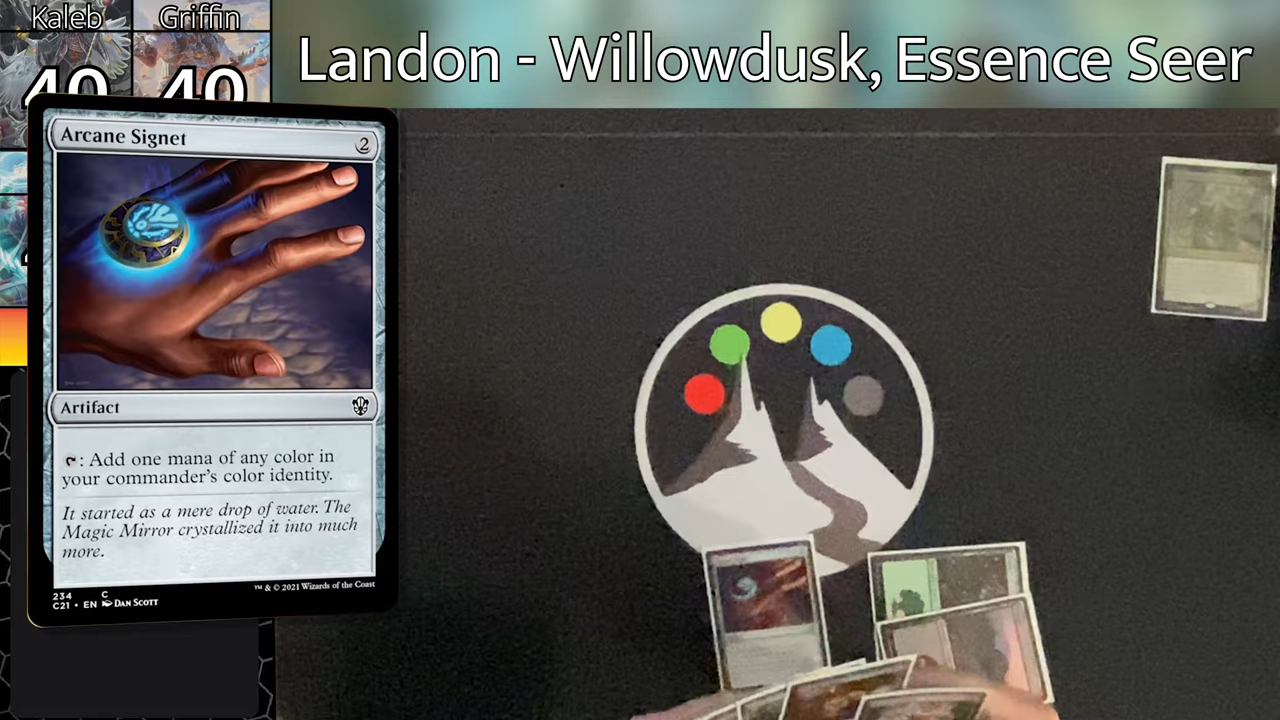 Kaleb Griffin
40 40
Landon - Willowdusk, Essence Seer
Arcane Signet 2
Artifact
: Add one mana of any color in
your commander's color identity.
It started as a mere drop of water. The
Magic Mirror crystallized it into much
more.
234 C
C21 • EN DAN SCOTT
™ & © 2021 Wizards of the Coast